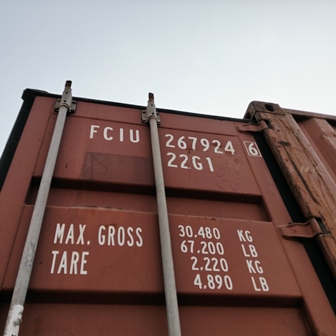 FCIU 267924 6
22G1
MAX. GROSS 30.480 KG
67.200 LB
TARE 2.220 KG
4.890 LB